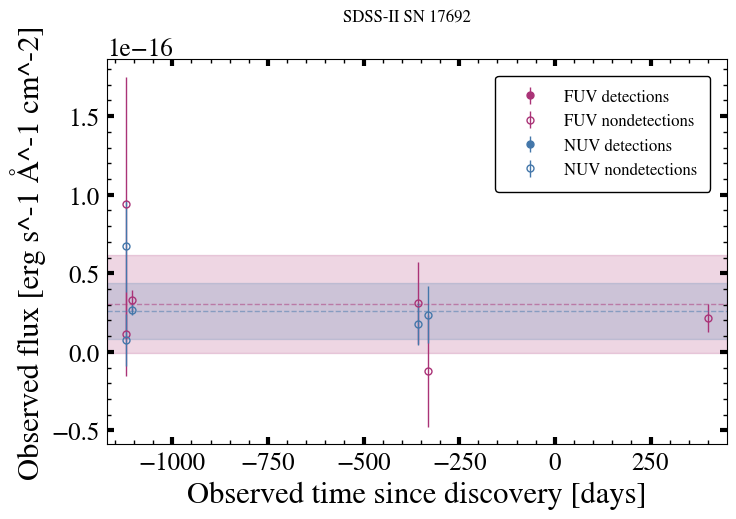 SDSS-II SN 17692
1e−16
Observed flux [erg s^-1 Å^-1 cm^-2]
1.5
1.0
0.5
0.0
−0.5
FUV detections
FUV nondetections
NUV detections
NUV nondetections
−1000 −750 −500 −250 0 250
Observed time since discovery [days]